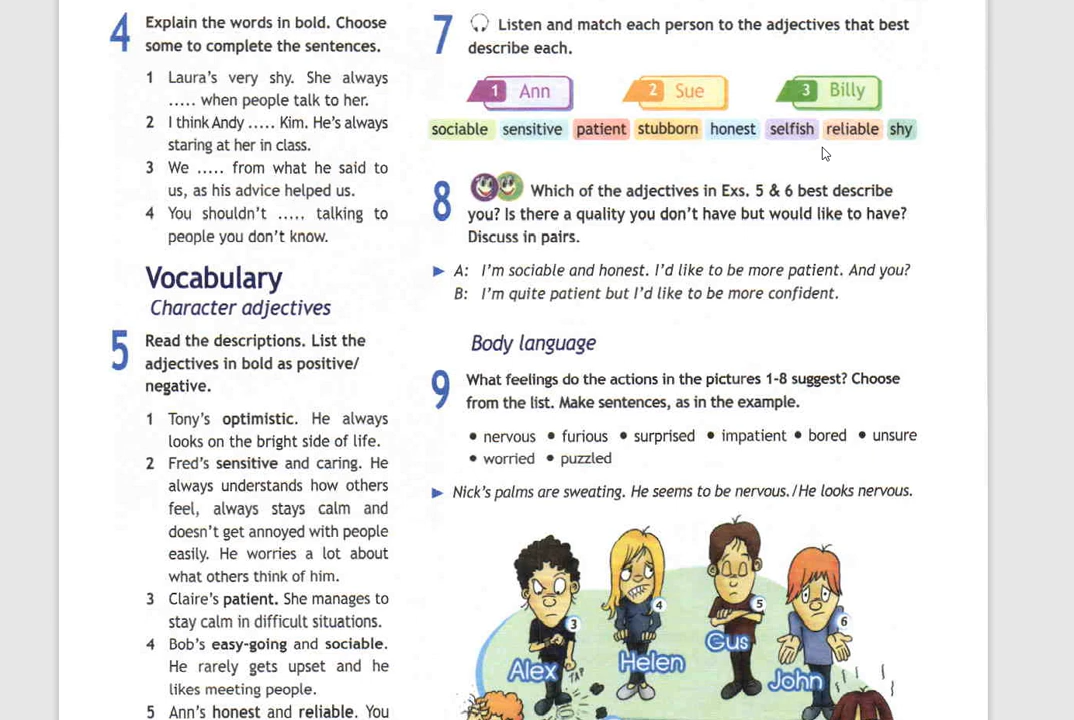 4 Explain the words in bold. Choose
some to complete the sentences.
1 Laura's very shy. She always
..... when people talk to her.
2 I think Andy ..... Kim. He's always
staring at her in class.
3 We ..... from what he said to
us, as his advice helped us.
4 You shouldn't ..... talking to
people you don't know.
Vocabulary
Character adjectives
5 Read the descriptions. List the
adjectives in bold as positive/
negative.
1 Tony's optimistic. He always
looks on the bright side of life.
2 Fred's sensitive and caring. He
always understands how others
feel, always stays calm and
doesn't get annoyed with people
easily. He worries a lot about
what others think of him.
3 Claire's patient. She manages to
stay calm in difficult situations.
4 Bob's easy-going and sociable.
He rarely gets upset and he
likes meeting people.
5 Ann's honest and reliable. You
7 Listen and match each person to the adjectives that best
describe each.
1 Ann 2 Sue 3 Billy
sociable sensitive patient stubborn honest selfish reliable shy
8 Which of the adjectives in Exs. 5 & 6 best describe
you? Is there a quality you don't have but would like to have?
Discuss in pairs.
A: I'm sociable and honest. I'd like to be more patient. And you?
B: I'm quite patient but I'd like to be more confident.
Body language
9 What feelings do the actions in the pictures 1-8 suggest? Choose
from the list. Make sentences, as in the example.
• nervous • furious • surprised • impatient • bored • unsure
• worried • puzzled
Nick's palms are sweating. He seems to be nervous./He looks nervous.
3 4 5 6
Alex Helen Gus John
TAP